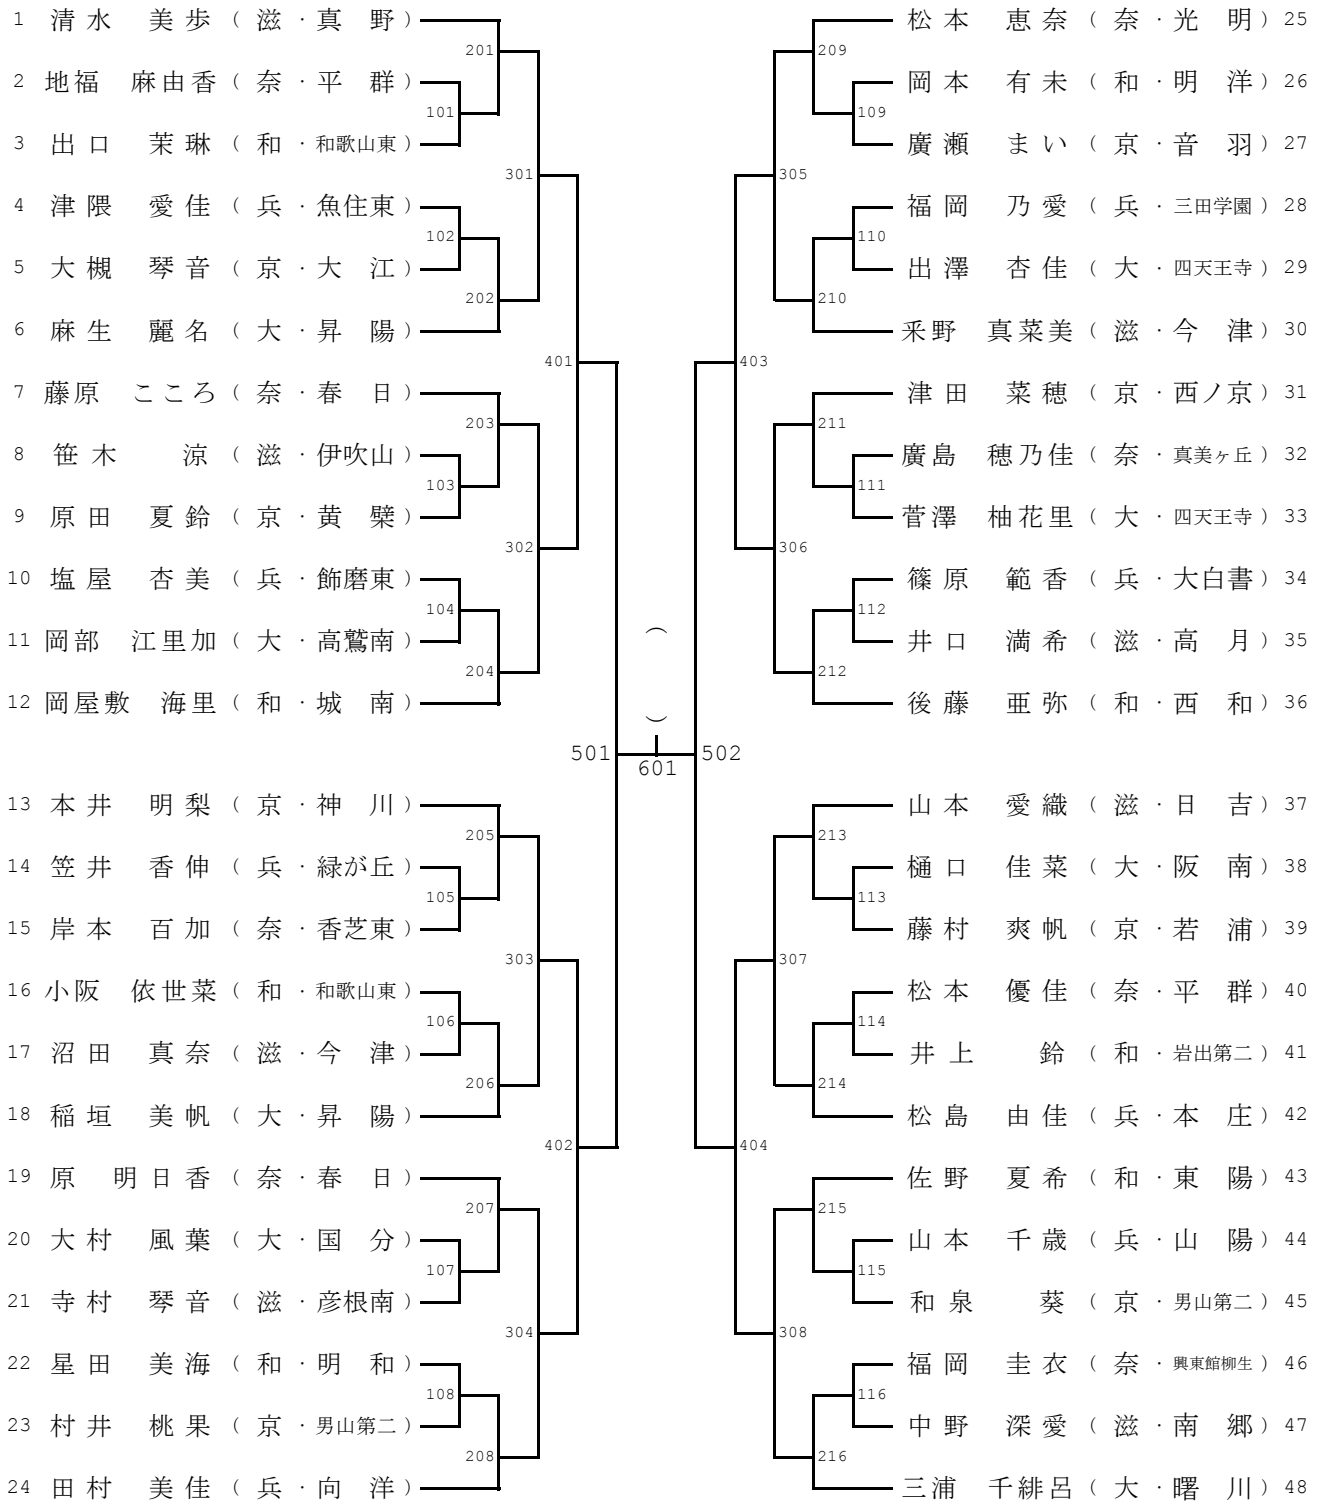 1 清水 美歩 ( 滋 ・ 真 野 )
201
2 地福 麻由香 ( 奈 ・ 平 群 )
101
3 出口 茉琳 ( 和 ・ 和歌山東 )
301
4 津隈 愛佳 ( 兵 ・ 魚住東 )
102
5 大槻 琴音 ( 京 ・ 大 江 )
202
6 麻生 麗名 ( 大 ・ 昇 陽 )
401
7 藤原 こころ ( 奈 ・ 春 日 )
203
8 笹木 涼 ( 滋 ・ 伊吹山 )
103
9 原田 夏鈴 ( 京 ・ 黄 檗 )
302
10 塩屋 杏美 ( 兵 ・ 飾磨東 )
104
11 岡部 江里加 ( 大 ・ 高鷲南 )
204
12 岡屋敷 海里 ( 和 ・ 城 南 )
501
13 本井 明梨 ( 京 ・ 神 川 )
205
14 笠井 香伸 ( 兵 ・ 緑が丘 )
105
15 岸本 百加 ( 奈 ・ 香芝東 )
303
16 小阪 依世菜 ( 和 ・ 和歌山東 )
106
17 沼田 真奈 ( 滋 ・ 今 津 )
206
18 稲垣 美帆 ( 大 ・ 昇 陽 )
402
19 原 明日香 ( 奈 ・ 春 日 )
207
20 大村 風葉 ( 大 ・ 国 分 )
107
21 寺村 琴音 ( 滋 ・ 彦根南 )
304
22 星田 美海 ( 和 ・ 明 和 )
108
23 村井 桃果 ( 京 ・ 男山第二 )
208
24 田村 美佳 ( 兵 ・ 向 洋 )
( )
601
松本 恵奈 ( 奈 ・ 光 明 ) 25
209
岡本 有未 ( 和 ・ 明 洋 ) 26
109
廣瀬 まい ( 京 ・ 音 羽 ) 27
305
福岡 乃愛 ( 兵 ・ 三田学園 ) 28
110
出澤 杏佳 ( 大 ・ 四天王寺 ) 29
210
釆野 真菜美 ( 滋 ・ 今 津 ) 30
403
津田 菜穂 ( 京 ・ 西ノ京 ) 31
211
廣島 穂乃佳 ( 奈 ・ 真美ヶ丘 ) 32
111
菅澤 柚花里 ( 大 ・ 四天王寺 ) 33
306
篠原 範香 ( 兵 ・ 大白書 ) 34
112
井口 満希 ( 滋 ・ 高 月 ) 35
212
後藤 亜弥 ( 和 ・ 西 和 ) 36
502
山本 愛織 ( 滋 ・ 日 吉 ) 37
213
樋口 佳菜 ( 大 ・ 阪 南 ) 38
113
藤村 爽帆 ( 京 ・ 若 浦 ) 39
307
松本 優佳 ( 奈 ・ 平 群 ) 40
114
井上 鈴 ( 和 ・ 岩出第二 ) 41
214
松島 由佳 ( 兵 ・ 本 庄 ) 42
404
佐野 夏希 ( 和 ・ 東 陽 ) 43
215
山本 千歳 ( 兵 ・ 山 陽 ) 44
115
和泉 葵 ( 京 ・ 男山第二 ) 45
308
福岡 圭衣 ( 奈 ・ 興東館柳生 ) 46
116
中野 深愛 ( 滋 ・ 南 郷 ) 47
216
三浦 千緋呂 ( 大 ・ 曙 川 ) 48